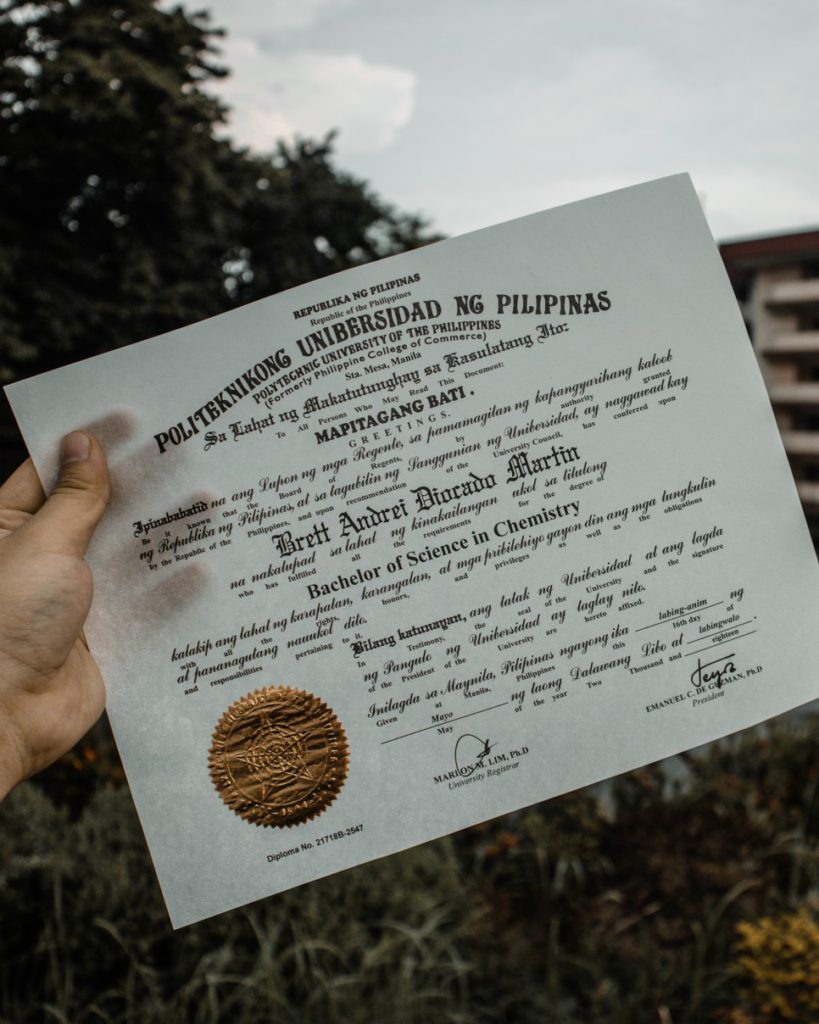 REPUBLIKA NG PILIPINAS
Republic of the Philippines
POLITEKNIKONG UNIBERSIDAD NG PILIPINAS
POLYTECHNIC UNIVERSITY OF THE PHILIPPINES
(Formerly Philippine College of Commerce)
Sta. Mesa, Manila
Sa Lahat ng Makatutunghay sa Kasulatang Ito:
To All Persons Who May Read This Document:
MAPITAGANG BATI.
GREETINGS.
Ipinababatid na ang Lupon ng mga Regente, sa pamamagitan ng kapangyarihang kaloob
Be it known that the Board of Regents, by authority granted
ng Republika ng Pilipinas, at sa tagubilin ng Sanggunian ng Unibersidad, ay naggawad kay
by the Republic of the Philippines, and upon recommendation of the University Council, has conferred upon
Brett Andrei Diocado Martin
na nakatupad sa lahat ng kinakailangan ukol sa titulong
who has fulfilled all the requirements for the degree of
Bachelor of Science in Chemistry
kalakip ang lahat ng karapatan, karangalan, at mga pribilehiyo gayon din ang mga tungkulin
with all the rights, honors, and privileges as well as the obligations
at pananagutang nauukol dito.
and responsibilities pertaining to it.
Bilang katunayan, ang tatak ng Unibersidad at ang lagda
In Testimony, the seal of the University and the signature
ng Pangulo ng Unibersidad ay taglay nito.
of the President of the University are hereto affixed.
Inilagda sa Maynila, Pilipinas ngayong ika labing-anim ng
Given at Manila, Philippines this 16th day of
Mayo ng taong Dalawang Libo at labingwalo.
May of the year Two Thousand and eighteen
EMANUEL C. DE GUZMAN, Ph.D
President
MARLON M. LIM, Ph.D
University Registrar
Diploma No. 21718B-2547